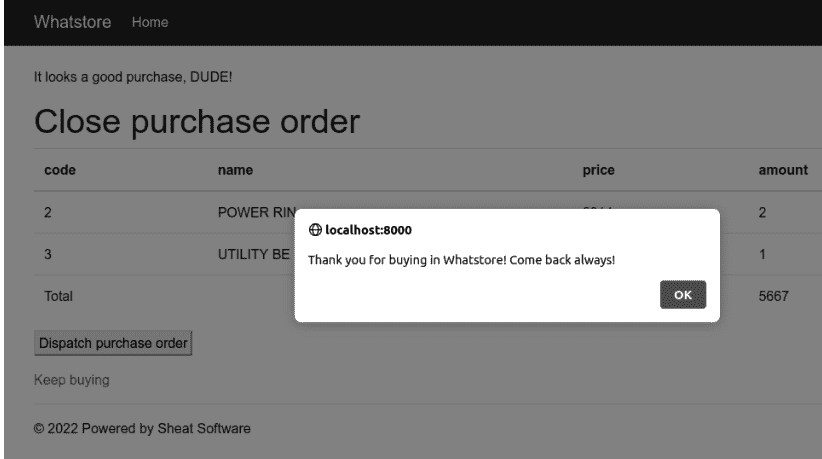 Whatstore Home
It looks a good purchase, DUDE!
Close purchase order
code name price amount
2 POWER RIN 2
localhost:8000
3 UTILITY BE 1
Thank you for buying in Whatstore! Come back always!
Total 5667
OK
Dispatch purchase order
Keep buying
© 2022 Powered by Sheat Software